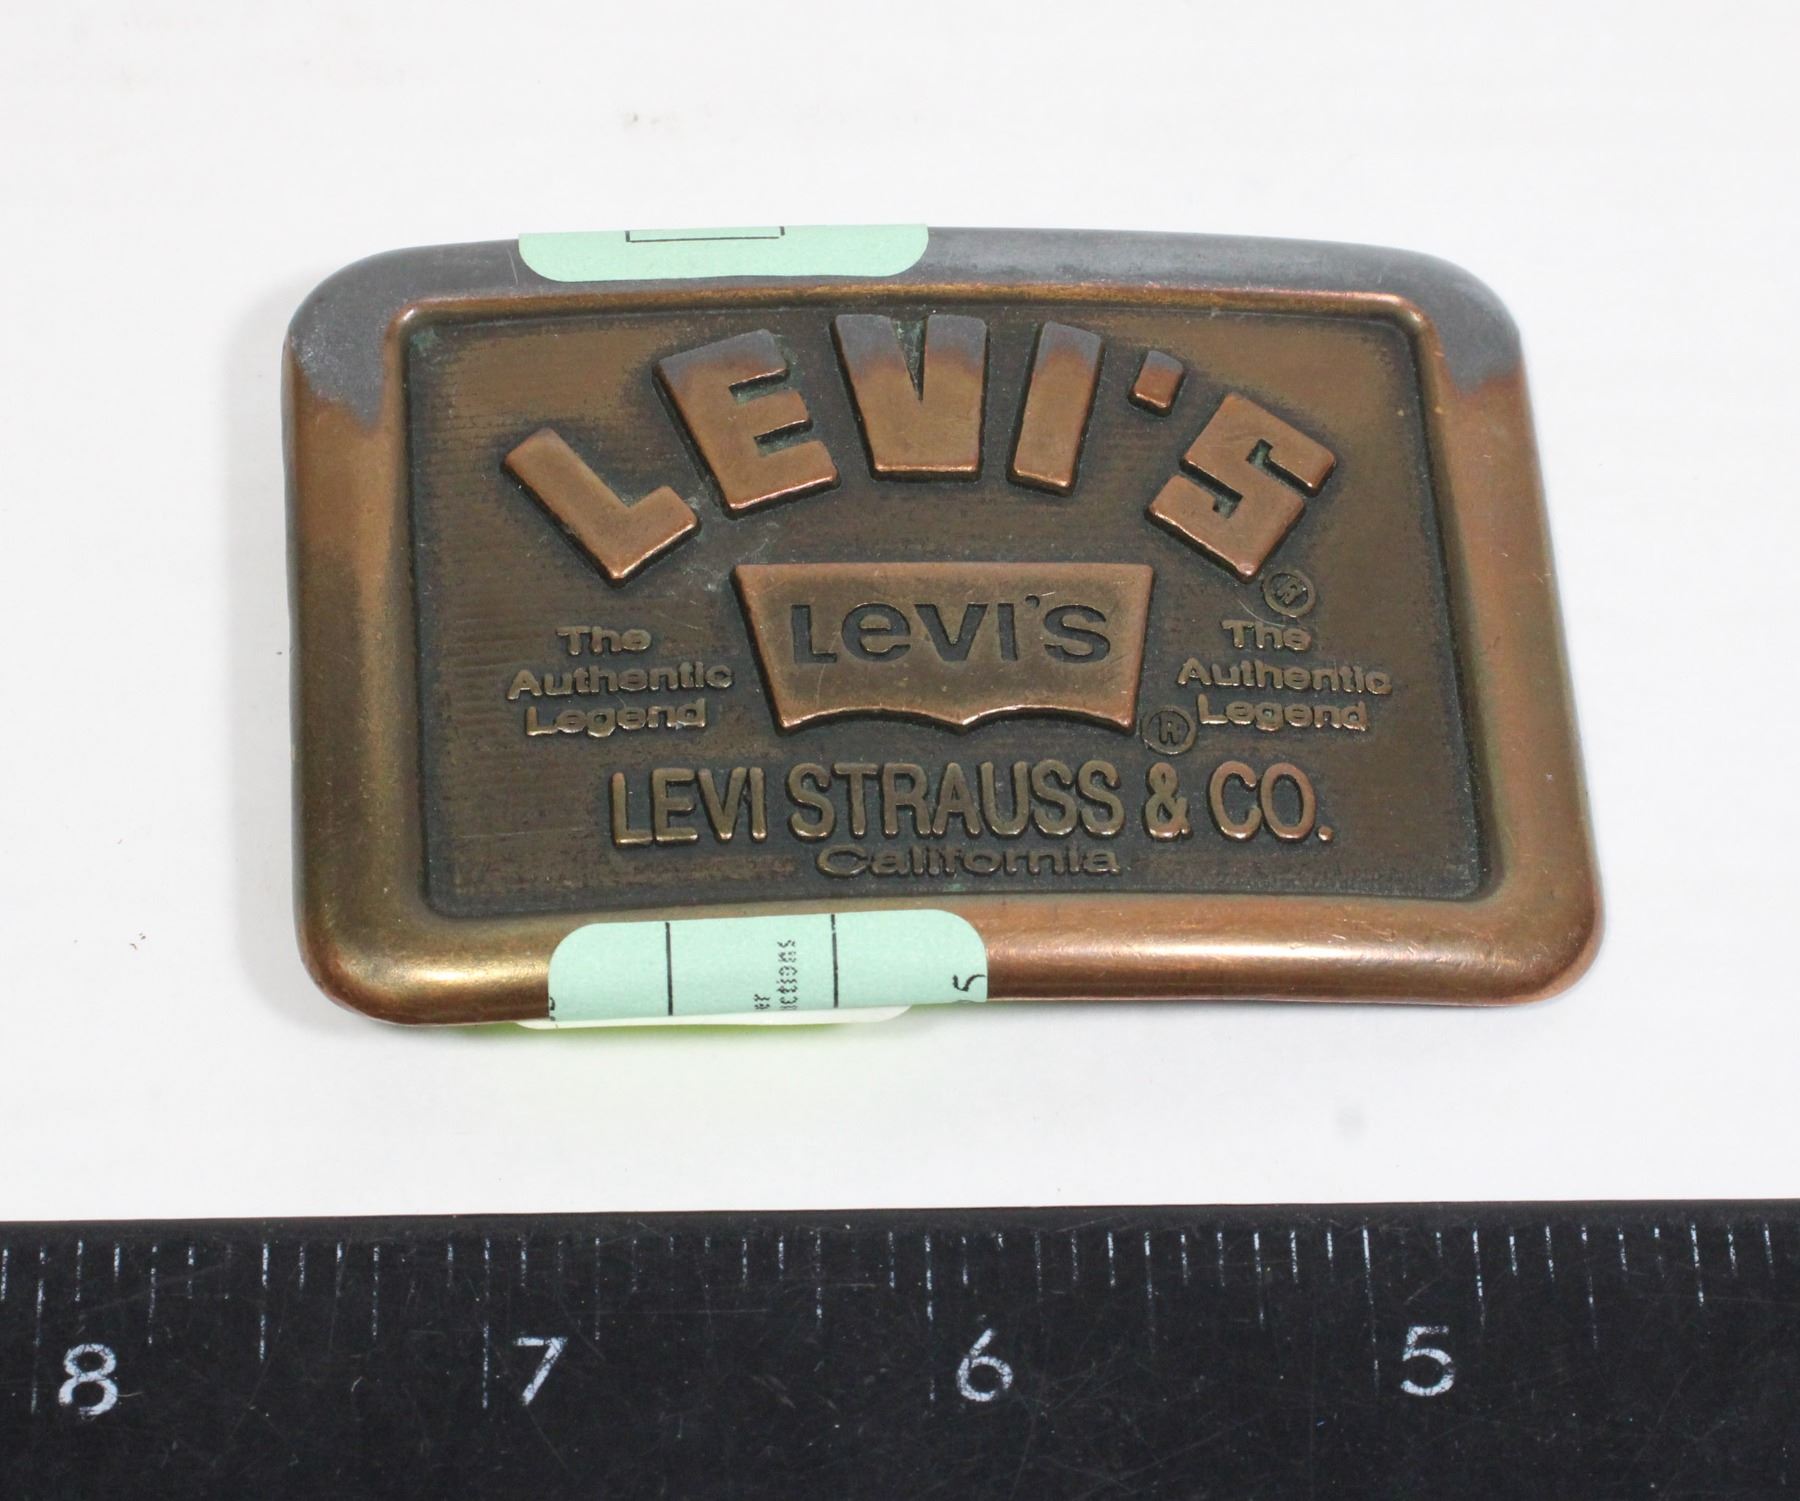 LEVI'S ®
LEVI'S ®
The
Authentic
Legend
The
Authentic
Legend
LEVI STRAUSS & CO.
California
8 7 6 5